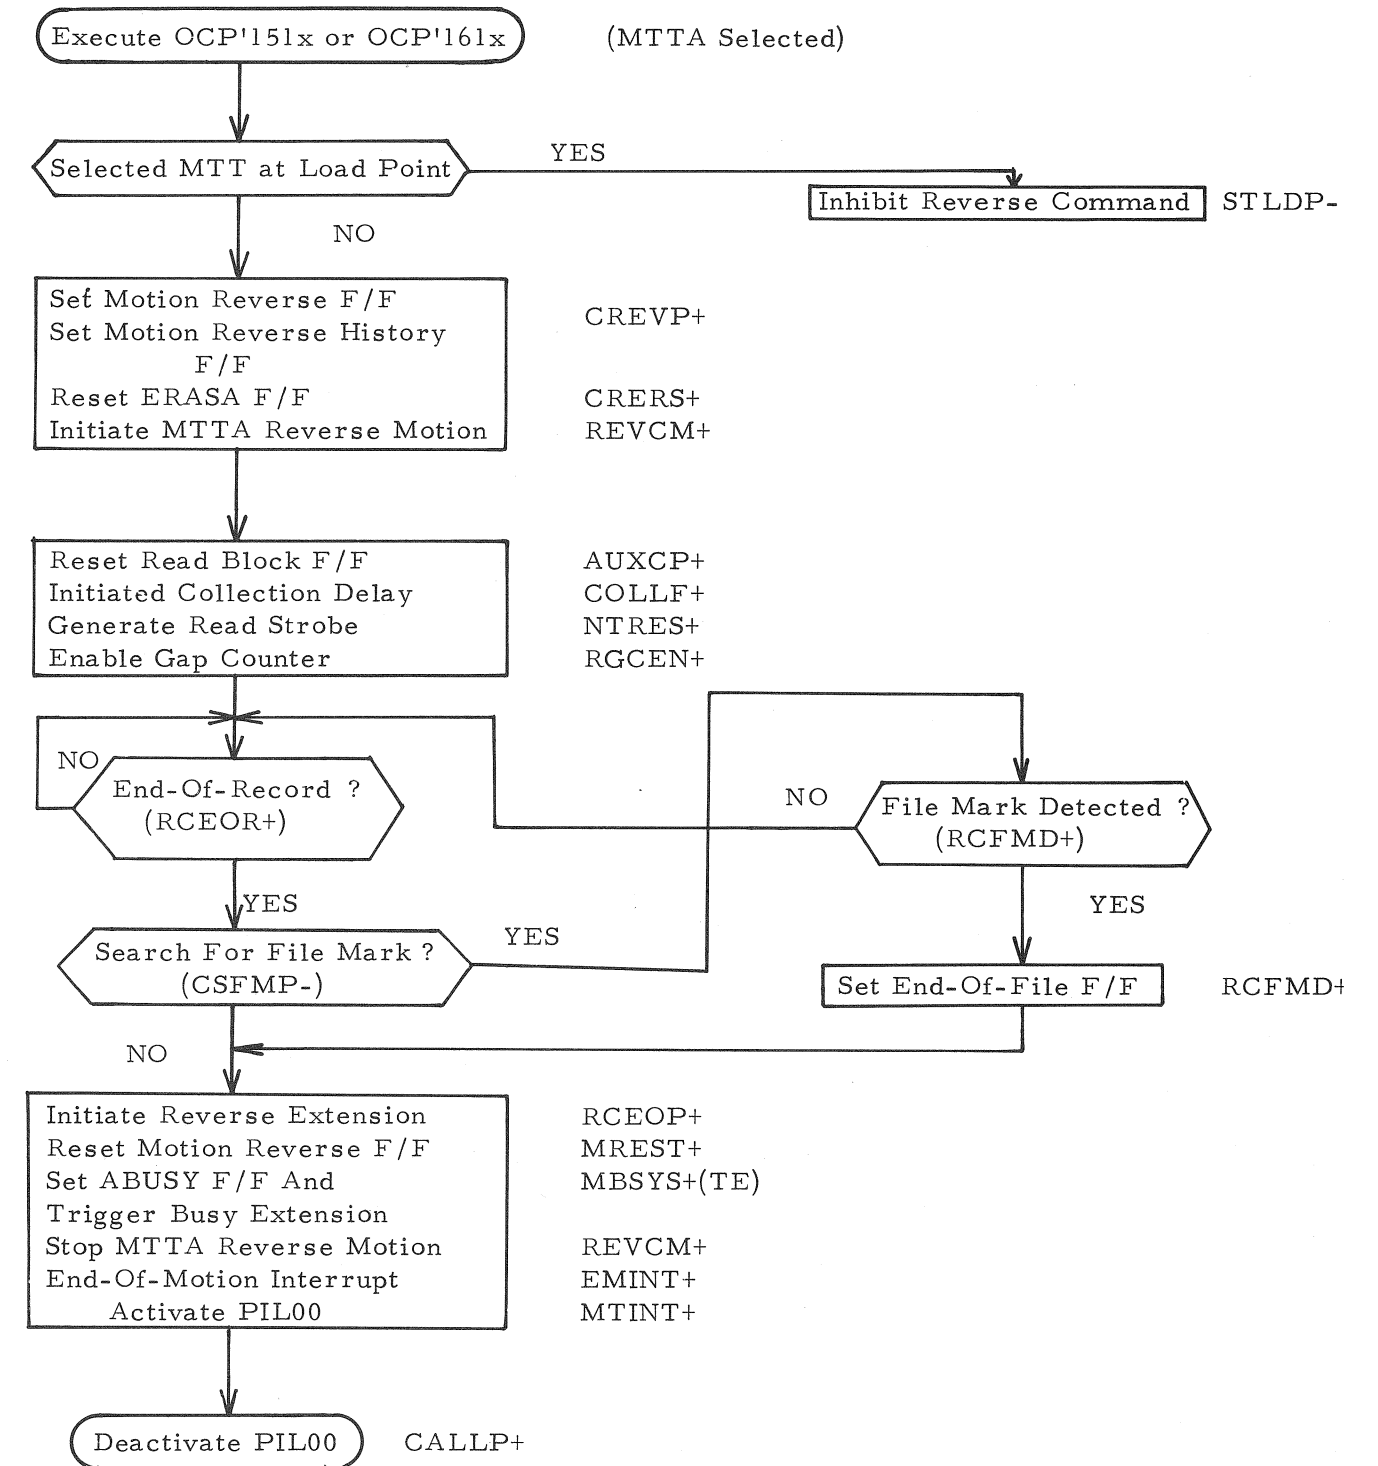 Execute OCP'151x or OCP'161x (MTTA Selected)
Selected MTT at Load Point
YES
Inhibit Reverse Command STLDP-
NO
Set Motion Reverse F/F
CREVP+
Set Motion Reverse History
F/F
Reset ERASA F/F CRERS+
Initiate MTTA Reverse Motion REVCM+
Reset Read Block F/F AUXCP+
Initiated Collection Delay COLLF+
Generate Read Strobe NTRES+
Enable Gap Counter RGCEN+
NO
End-Of-Record ?
(RCEOR+)
NO
File Mark Detected ?
(RCFMD+)
YES
YES
Search For File Mark ?
(CSFMP-)
YES
Set End-Of-File F/F RCFMD+
NO
Initiate Reverse Extension RCEOP+
Reset Motion Reverse F/F MREST+
Set ABUSY F/F And MBSYS+(TE)
Trigger Busy Extension
Stop MTTA Reverse Motion REVCM+
End-Of-Motion Interrupt EMINT+
Activate PIL00 MTINT+
Deactivate PIL00 CALLP+